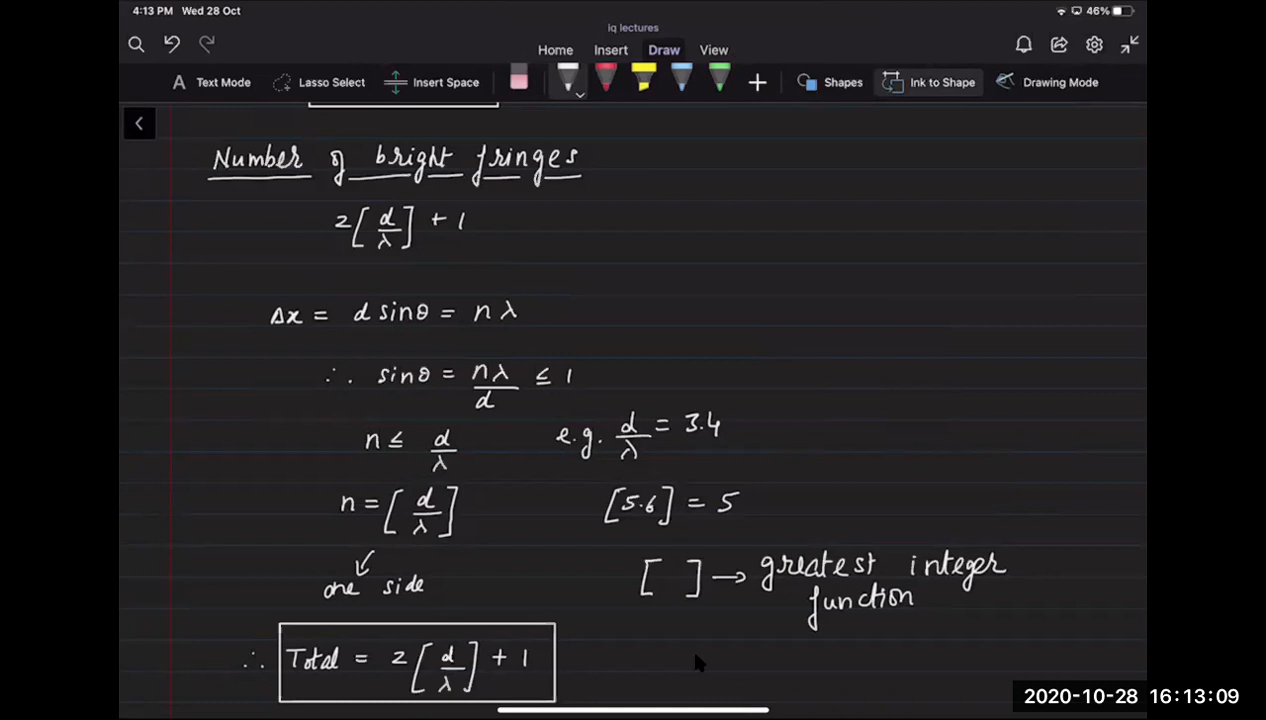 4:13 PM Wed 28 Oct
46%
iq lectures
Home Insert Draw View
A Text Mode Lasso Select Insert Space Shapes Ink to Shape Drawing Mode
Number of bright fringes
2[d/λ] + 1
Δx = d sinθ = nλ
∴ sinθ = nλ/d ≤ 1
n ≤ d/λ e.g. d/λ = 3.4
n = [d/λ] [5.6] = 5
one side [ ] → greatest integer function
∴ Total = 2[d/λ] + 1
2020-10-28 16:13:09